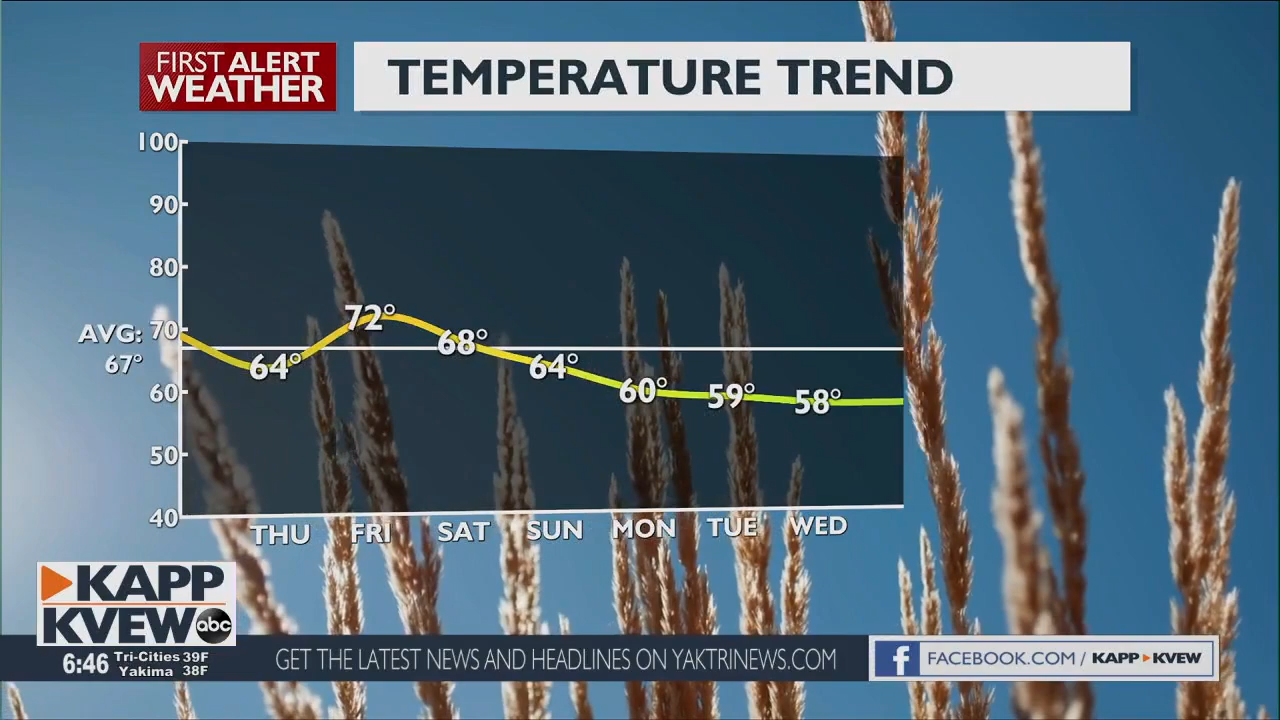 FIRST ALERT
WEATHER
TEMPERATURE TREND
100
90
80
AVG: 70
67°
60
50
40
64°
72°
68°
64°
60°
59°
58°
THU FRI SAT SUN MON TUE WED
KAPP
KVEW abc
6:46 Tri-Cities 39F
Yakima 38F
GET THE LATEST NEWS AND HEADLINES ON YAKTRINEWS.COM
f FACEBOOK.COM / KAPP KVEW